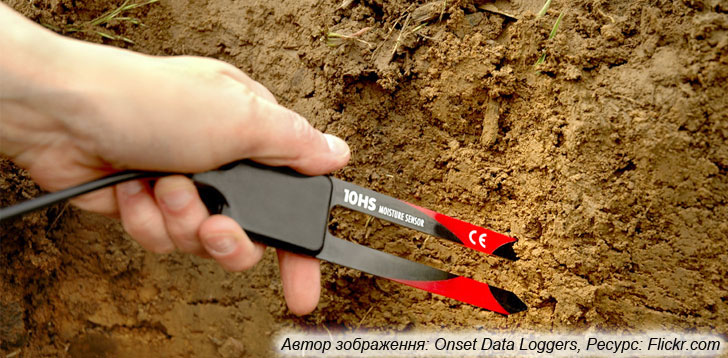 10HS MOISTURE SENSOR
CE
Автор зображення: Onset Data Loggers, Ресурс: Flickr.com